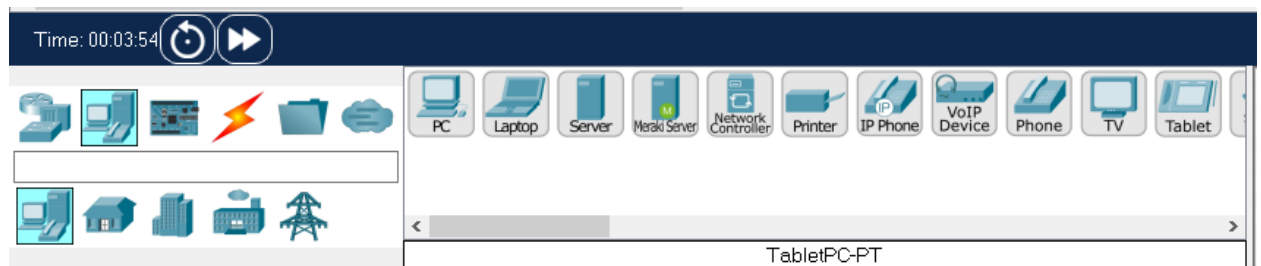 Time: 00:03:54
PC
Laptop
Server
M
Meraki Server
Network
Controller
Printer
IP
IP Phone
VoIP
Device
Phone
TV
Tablet
TabletPC-PT